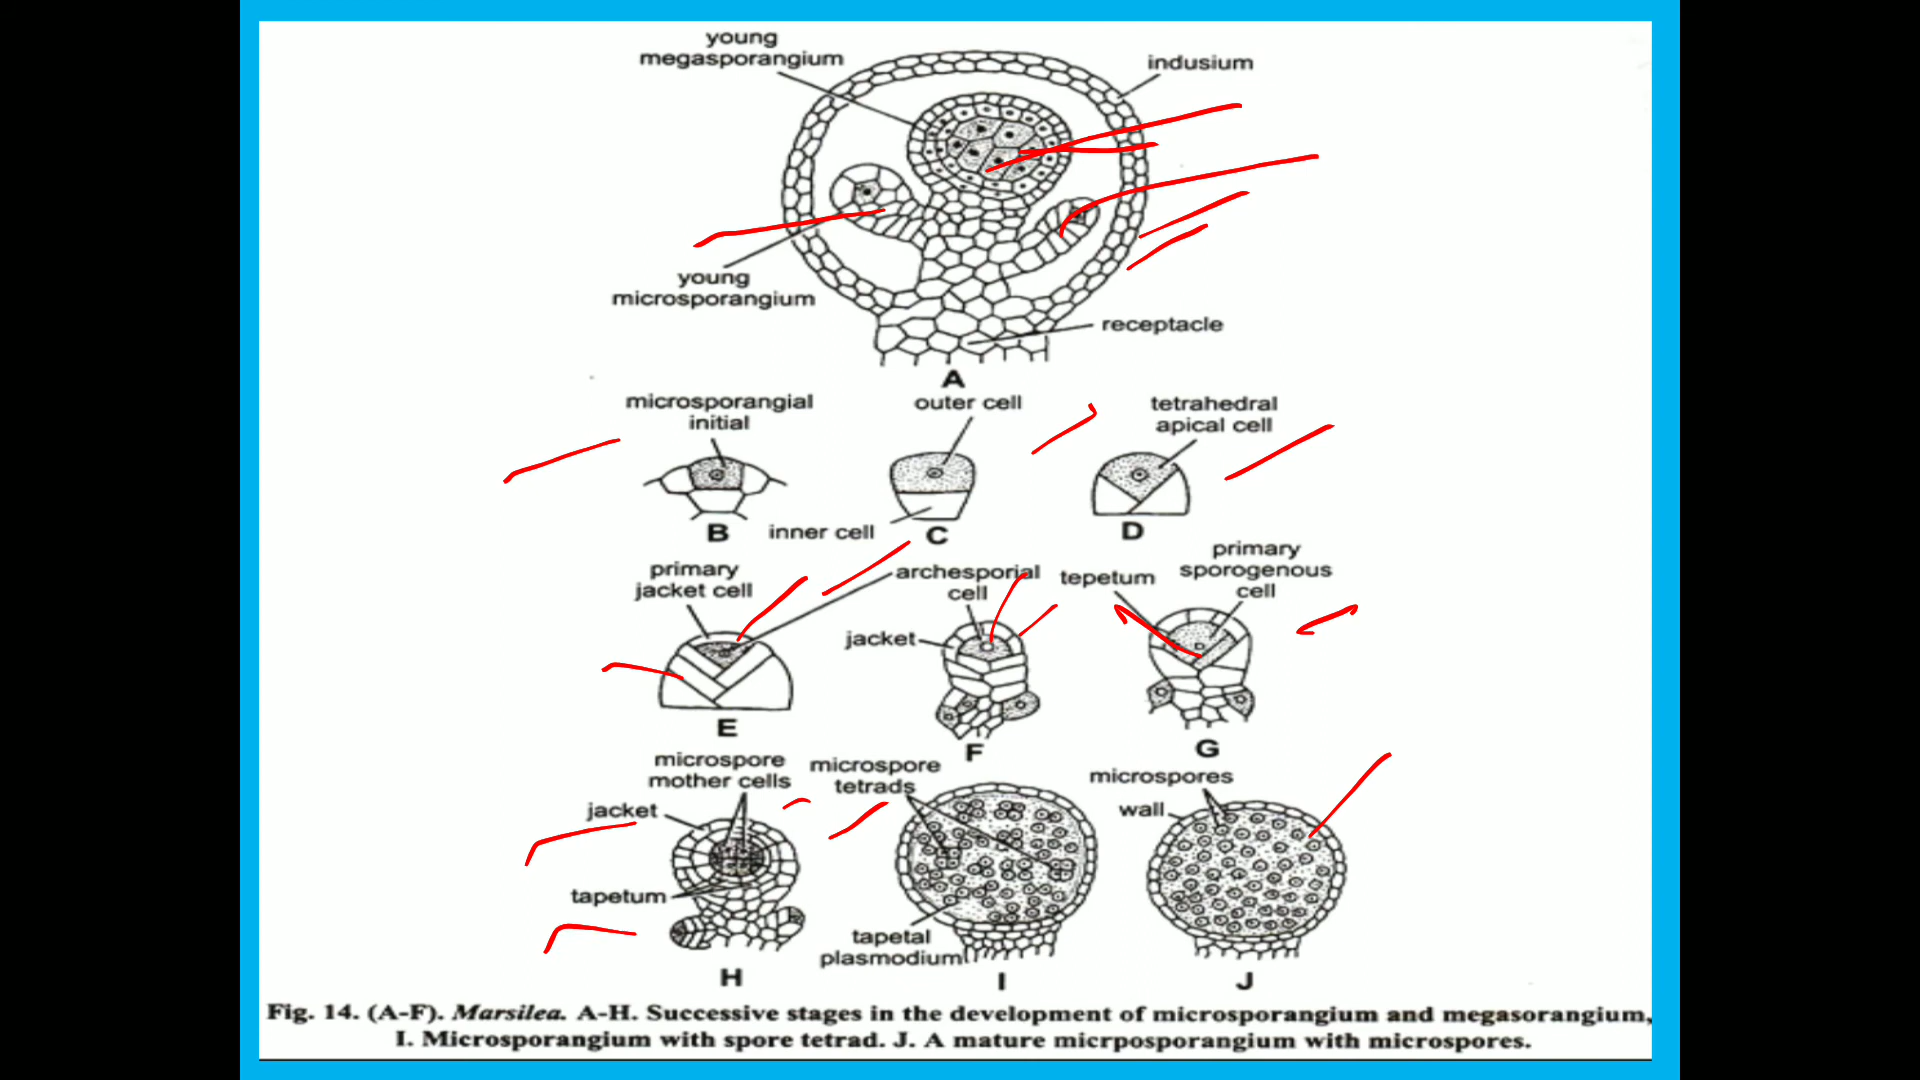 young
megasporangium
indusium
young
microsporangium
receptacle
A
microsporangial
initial
outer cell
tetrahedral
apical cell
B
inner cell
C
D
primary
jacket cell
archesporial
cell
tepetum
primary
sporogenous
cell
jacket
E
F
G
microspore
mother cells
microspore
tetrads
microspores
jacket
wall
tapetum
tapetal
plasmodium
H
I
J
Fig. 14. (A-F). Marsilea. A-H. Successive stages in the development of microsporangium and megasorangium,
I. Microsporangium with spore tetrad. J. A mature micrposporangium with microspores.